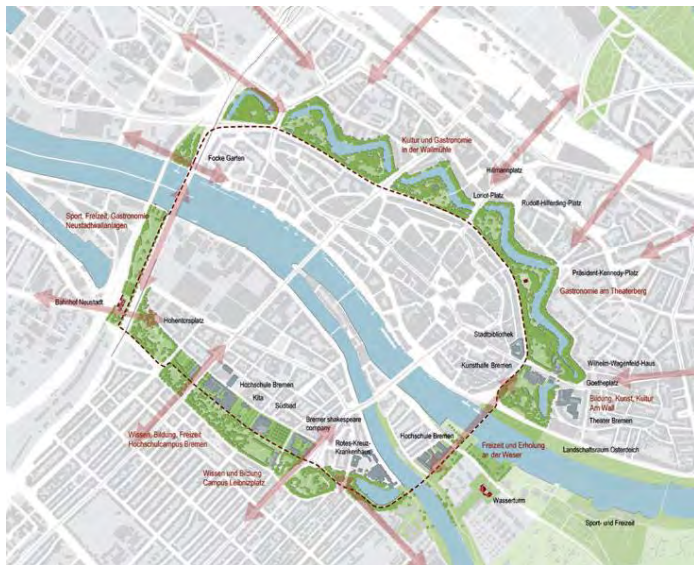 Kultur und Gastronomie
in der Wallmühle
Focke Garten
Hillmannplatz
Loriot-Platz
Rudolf-Hilferding-Platz
Sport, Freizeit, Gastronomie
Neustadtwallanlagen
Präsident-Kennedy-Platz
Gastronomie am Theaterberg
Bahnhof Neustadt
Hohentorsplatz
Stadtbibliothek
Kunsthalle Bremen
Wilhelm-Wagenfeld-Haus
Goetheplatz
Hochschule Bremen
Kita
Südbad
Bildung, Kunst, Kultur
Am Wall
Theater Bremen
Bremer shakespeare
company
Wissen, Bildung, Freizeit
Hochschulcampus Bremen
Rotes-Kreuz-
Krankenhaus
Hochschule Bremen
Freizeit und Erholung
an der Weser
Landschaftsraum Osterdeich
Wissen und Bildung
Campus Leibnizplatz
Wasserturm
Sport- und Freizeit